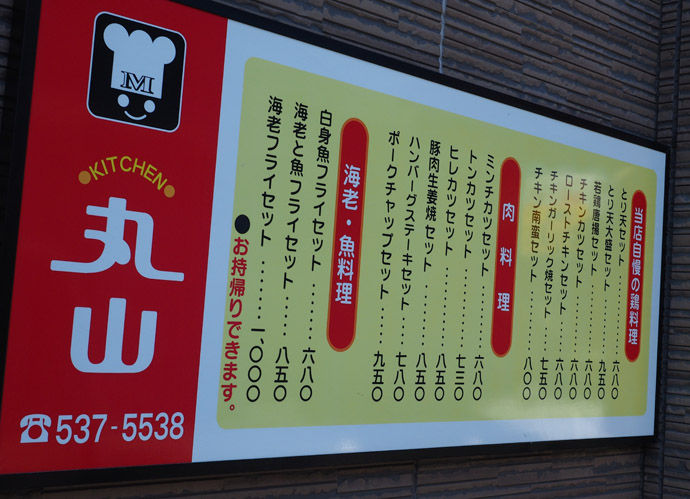 M
●KITCHEN●
丸山
☎537-5538
当店自慢の鶏料理
とり天セット………六八〇
とり天大盛セット……九五〇
若鶏唐揚セット………六八〇
チキンカツセット……六八〇
ローストチキンセット……六八〇
チキンガーリック焼セット……七五〇
チキン南蛮セット………八〇〇
肉料理
ミンチカツセット………六八〇
トンカツセット…………七三〇
ヒレカツセット…………八五〇
豚肉生姜焼セット………八五〇
ハンバーグステーキセット……七八〇
ポークチャップセット……九五〇
海老・魚料理
白身魚フライセット………六八〇
海老と魚フライセット……八五〇
海老フライセット………一、〇〇〇
●お持帰りできます。